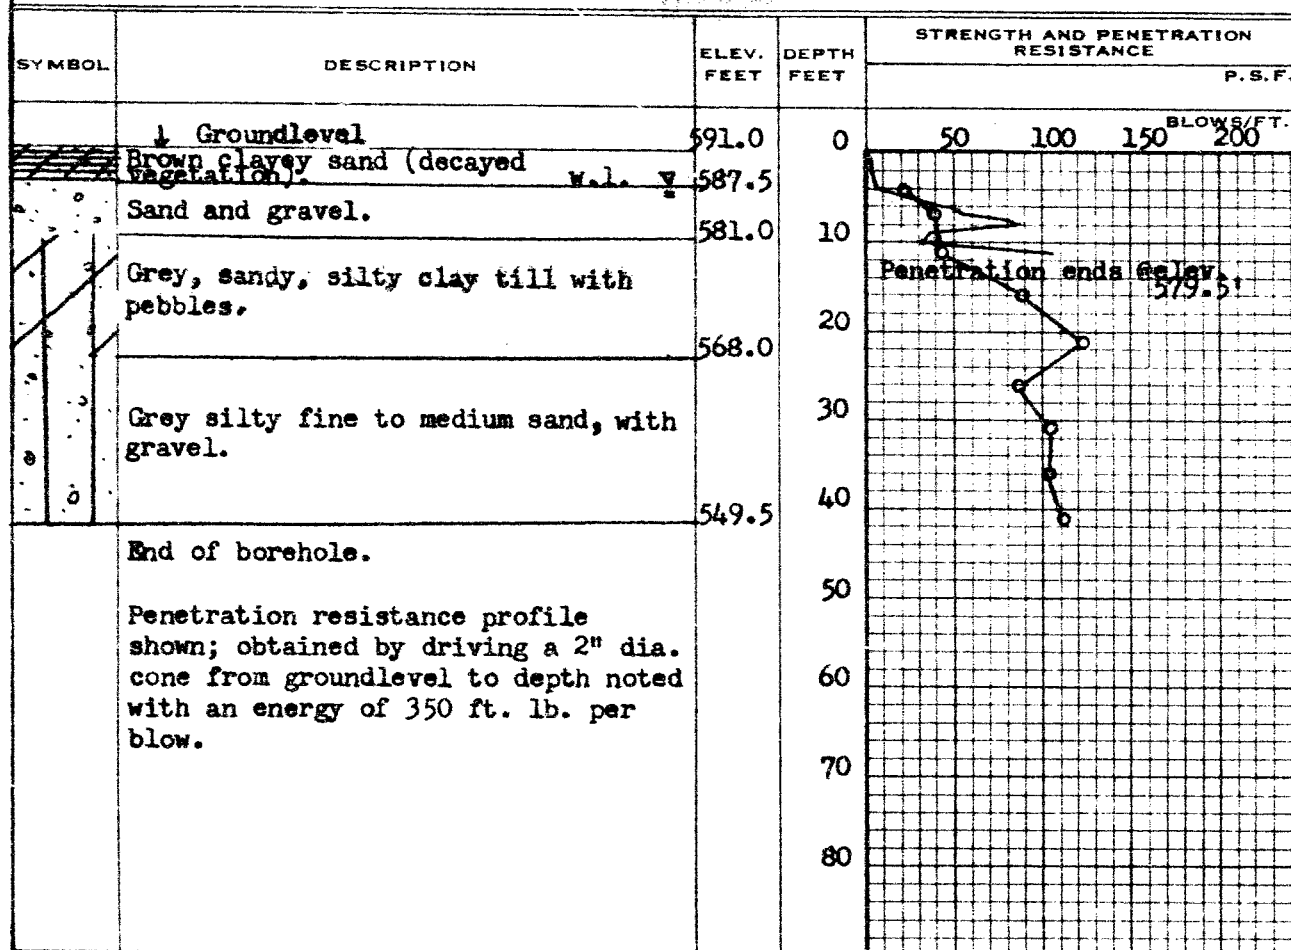 SYMBOL
DESCRIPTION
ELEV. FEET
DEPTH FEET
STRENGTH AND PENETRATION RESISTANCE
P.S.F.
BLOWS/FT.
50 100 150 200
↓ Groundlevel 591.0 0
Brown clayey sand (decayed
vegetation). w.l. 587.5
Sand and gravel.
581.0 10
Grey, sandy, silty clay till with
pebbles.
Penetration ends @elev.
579.5'
20
568.0
30
Grey silty fine to medium sand, with
gravel.
40
549.5
End of borehole.
50
Penetration resistance profile
shown; obtained by driving a 2" dia.
cone from groundlevel to depth noted
with an energy of 350 ft. lb. per
blow.
60
70
80